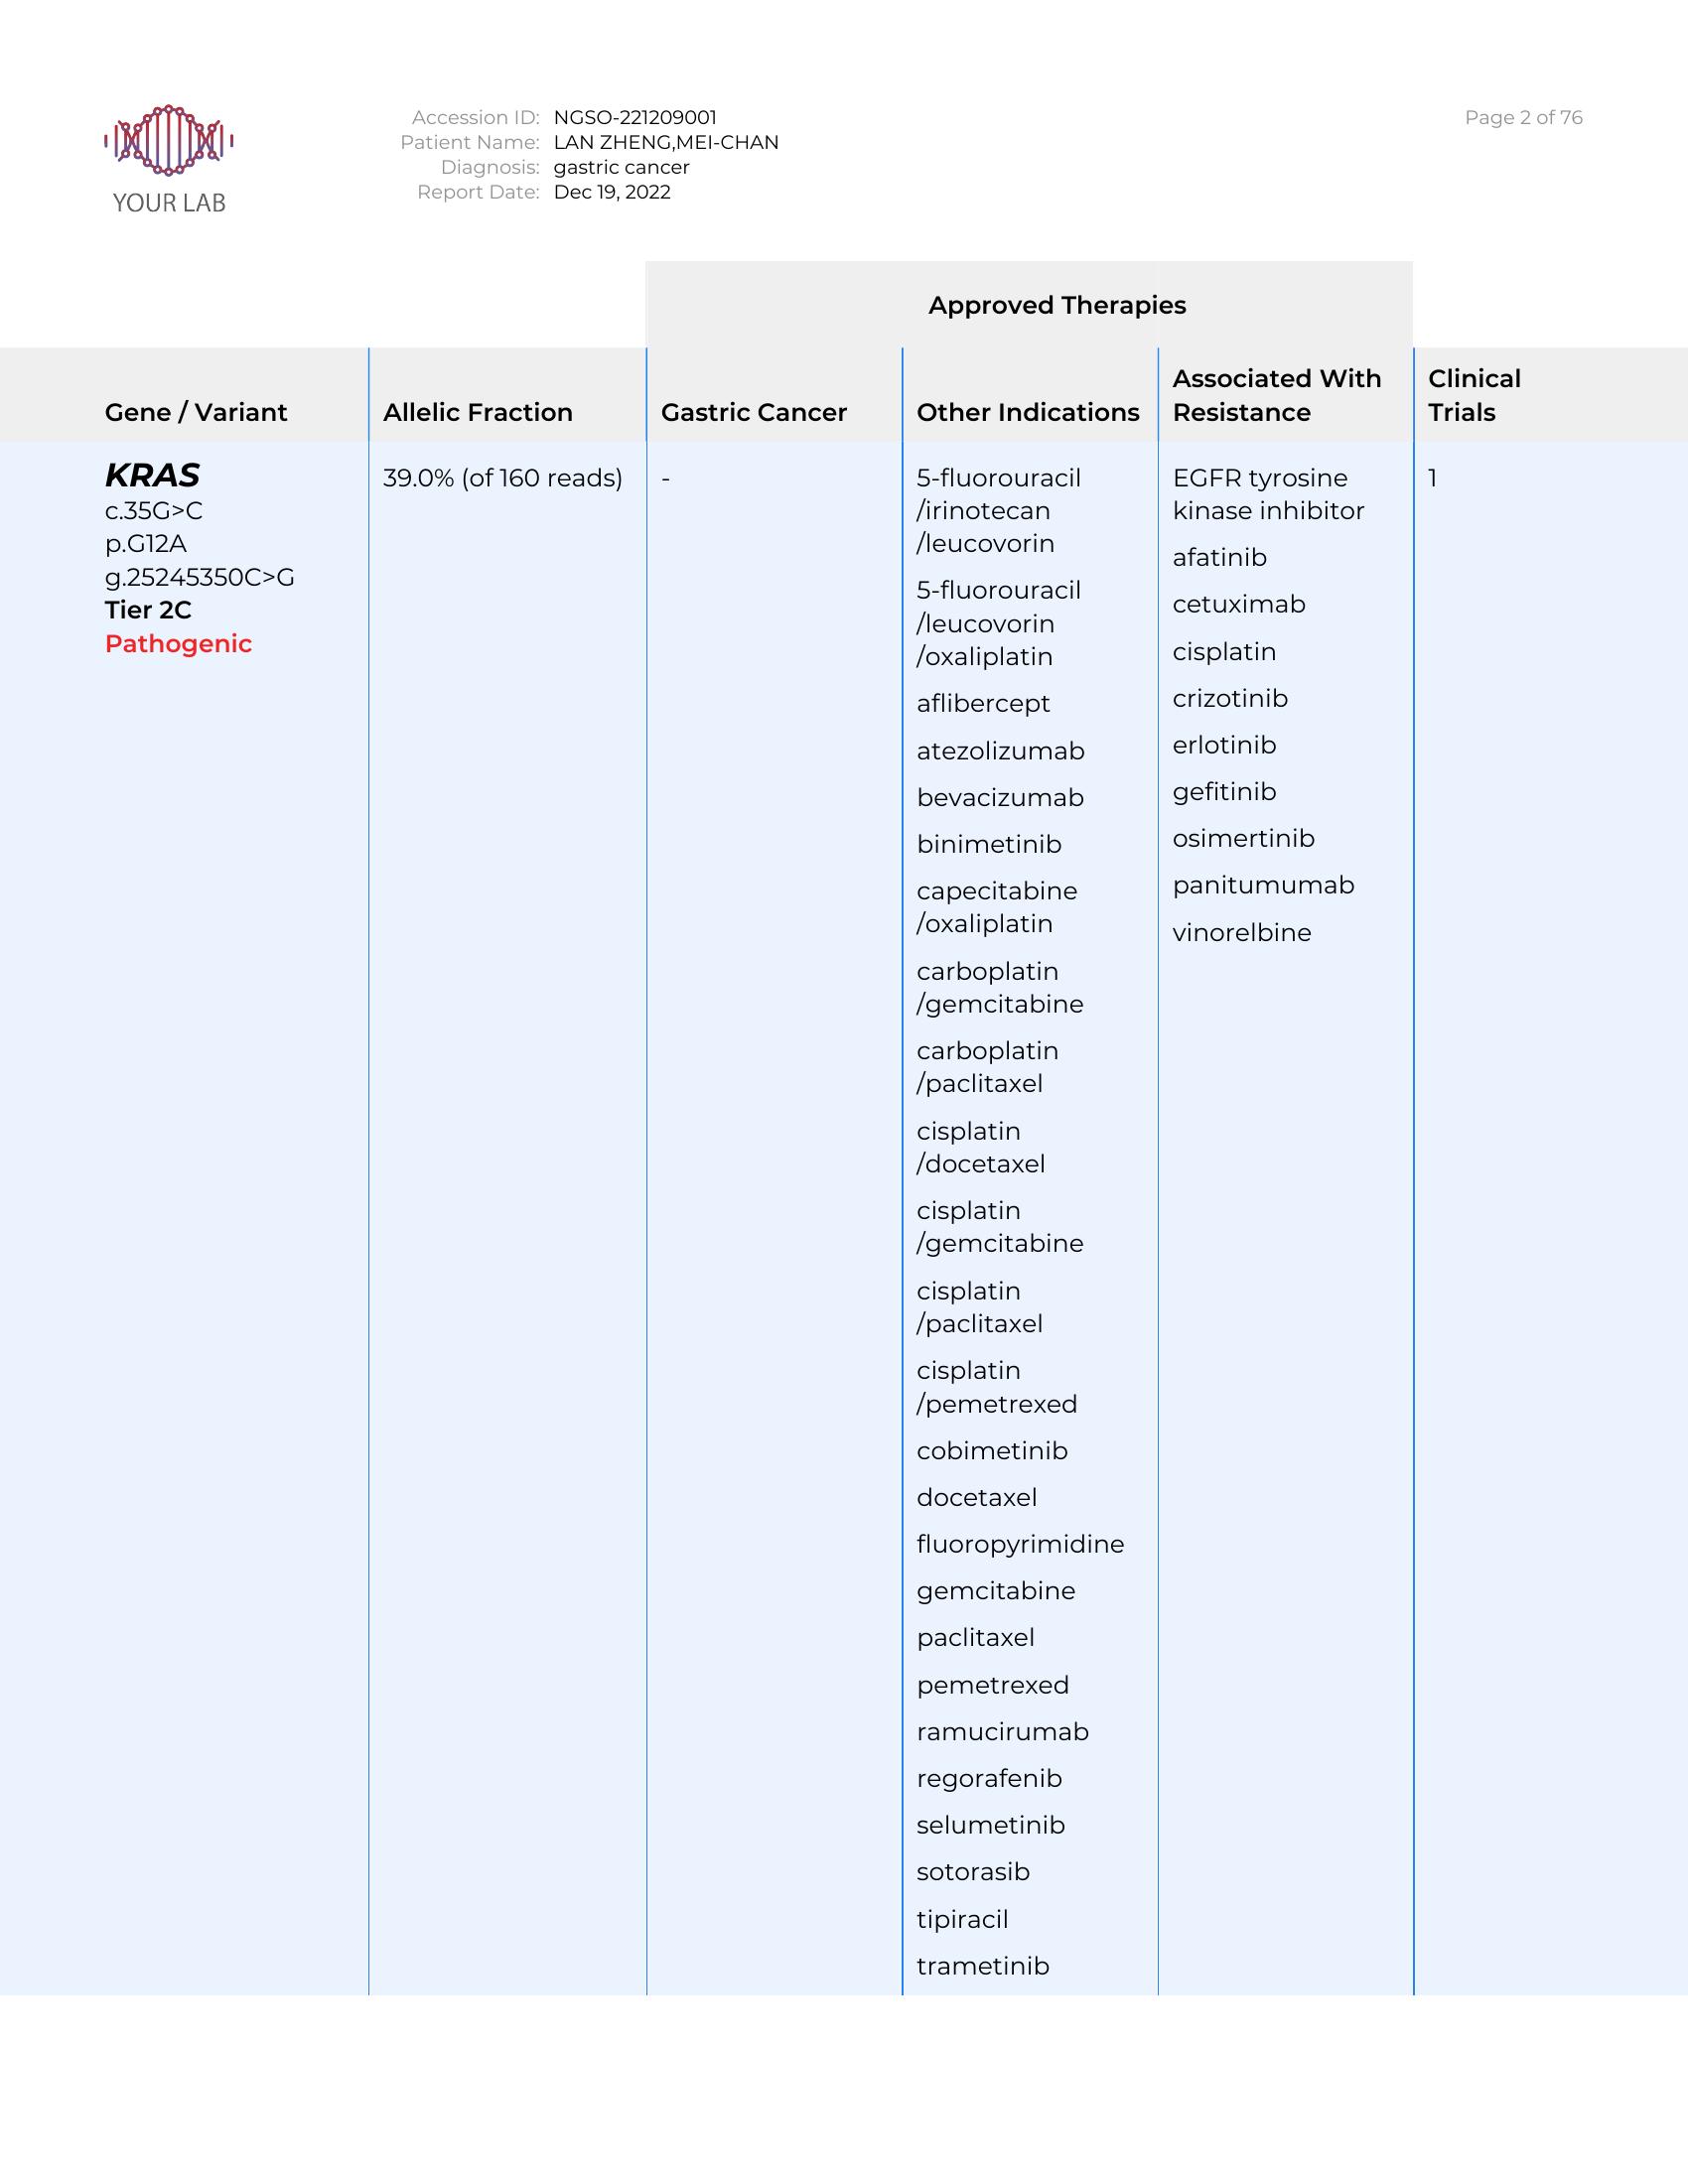 YOUR LAB
Accession ID: NGSO-221209001
Patient Name: LAN ZHENG,MEI-CHAN
Diagnosis: gastric cancer
Report Date: Dec 19, 2022
Page 2 of 76
Approved Therapies
Gene / Variant
Allelic Fraction
Gastric Cancer
Other Indications
Associated With
Resistance
Clinical
Trials
KRAS
c.35G>C
p.G12A
g.25245350C>G
Tier 2C
Pathogenic
39.0% (of 160 reads)
-
5-fluorouracil
/irinotecan
/leucovorin
5-fluorouracil
/leucovorin
/oxaliplatin
aflibercept
atezolizumab
bevacizumab
binimetinib
capecitabine
/oxaliplatin
carboplatin
/gemcitabine
carboplatin
/paclitaxel
cisplatin
/docetaxel
cisplatin
/gemcitabine
cisplatin
/paclitaxel
cisplatin
/pemetrexed
cobimetinib
docetaxel
fluoropyrimidine
gemcitabine
paclitaxel
pemetrexed
ramucirumab
regorafenib
selumetinib
sotorasib
tipiracil
trametinib
EGFR tyrosine
kinase inhibitor
afatinib
cetuximab
cisplatin
crizotinib
erlotinib
gefitinib
osimertinib
panitumumab
vinorelbine
1